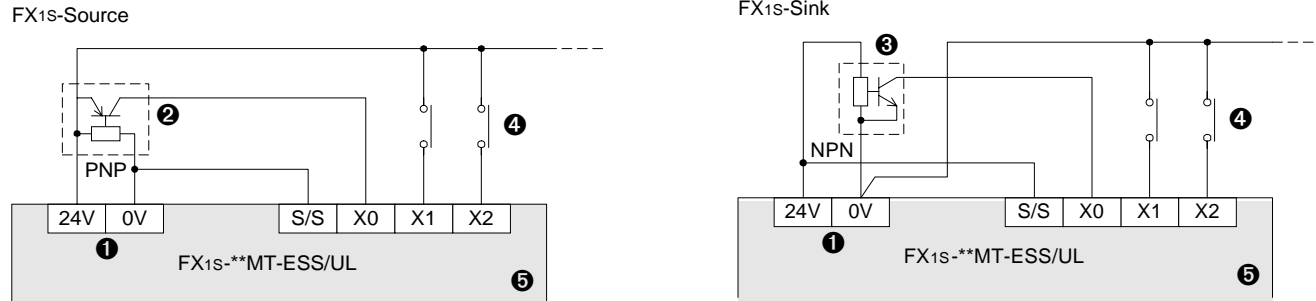 FX1S-Source
❷
❹
PNP
24V 0V S/S X0 X1 X2
❶
FX1S-**MT-ESS/UL
❺
FX1S-Sink
❸
❹
NPN
24V 0V S/S X0 X1 X2
❶
FX1S-**MT-ESS/UL
❺